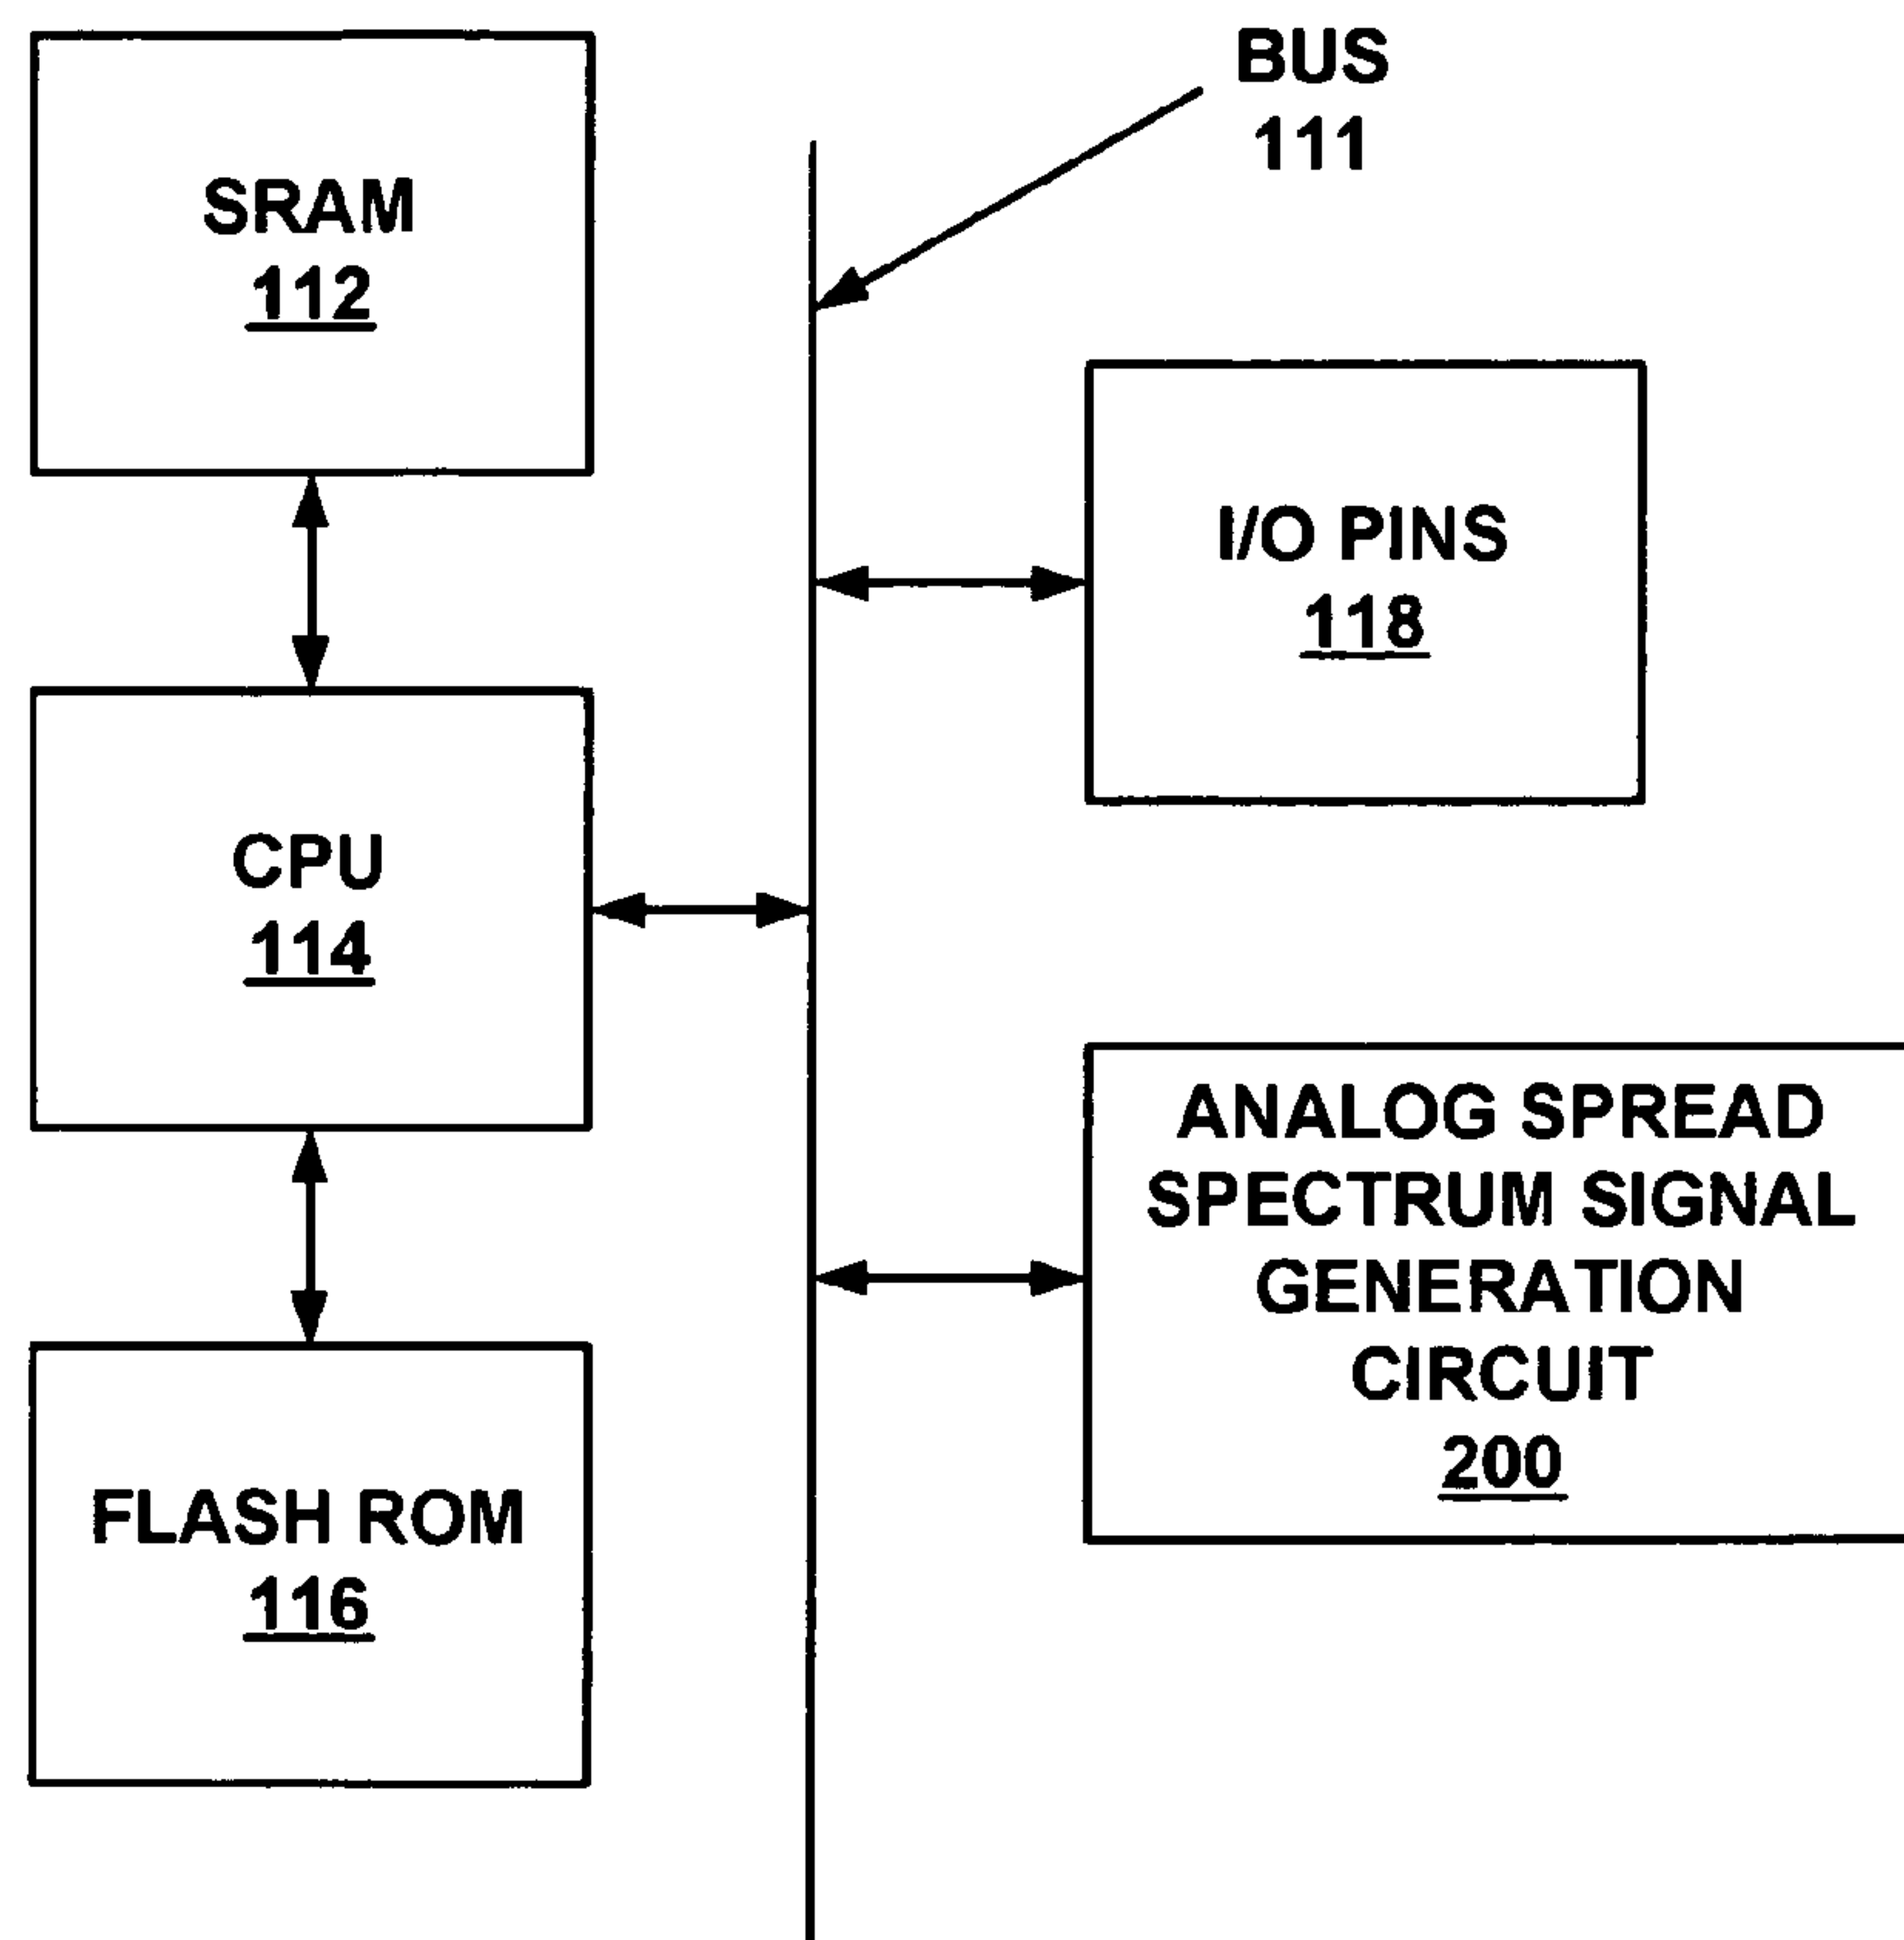 SRAM
112
BUS
111
I/O PINS
118
CPU
114
ANALOG SPREAD
SPECTRUM SIGNAL
GENERATION
CIRCUIT
200
FLASH ROM
116